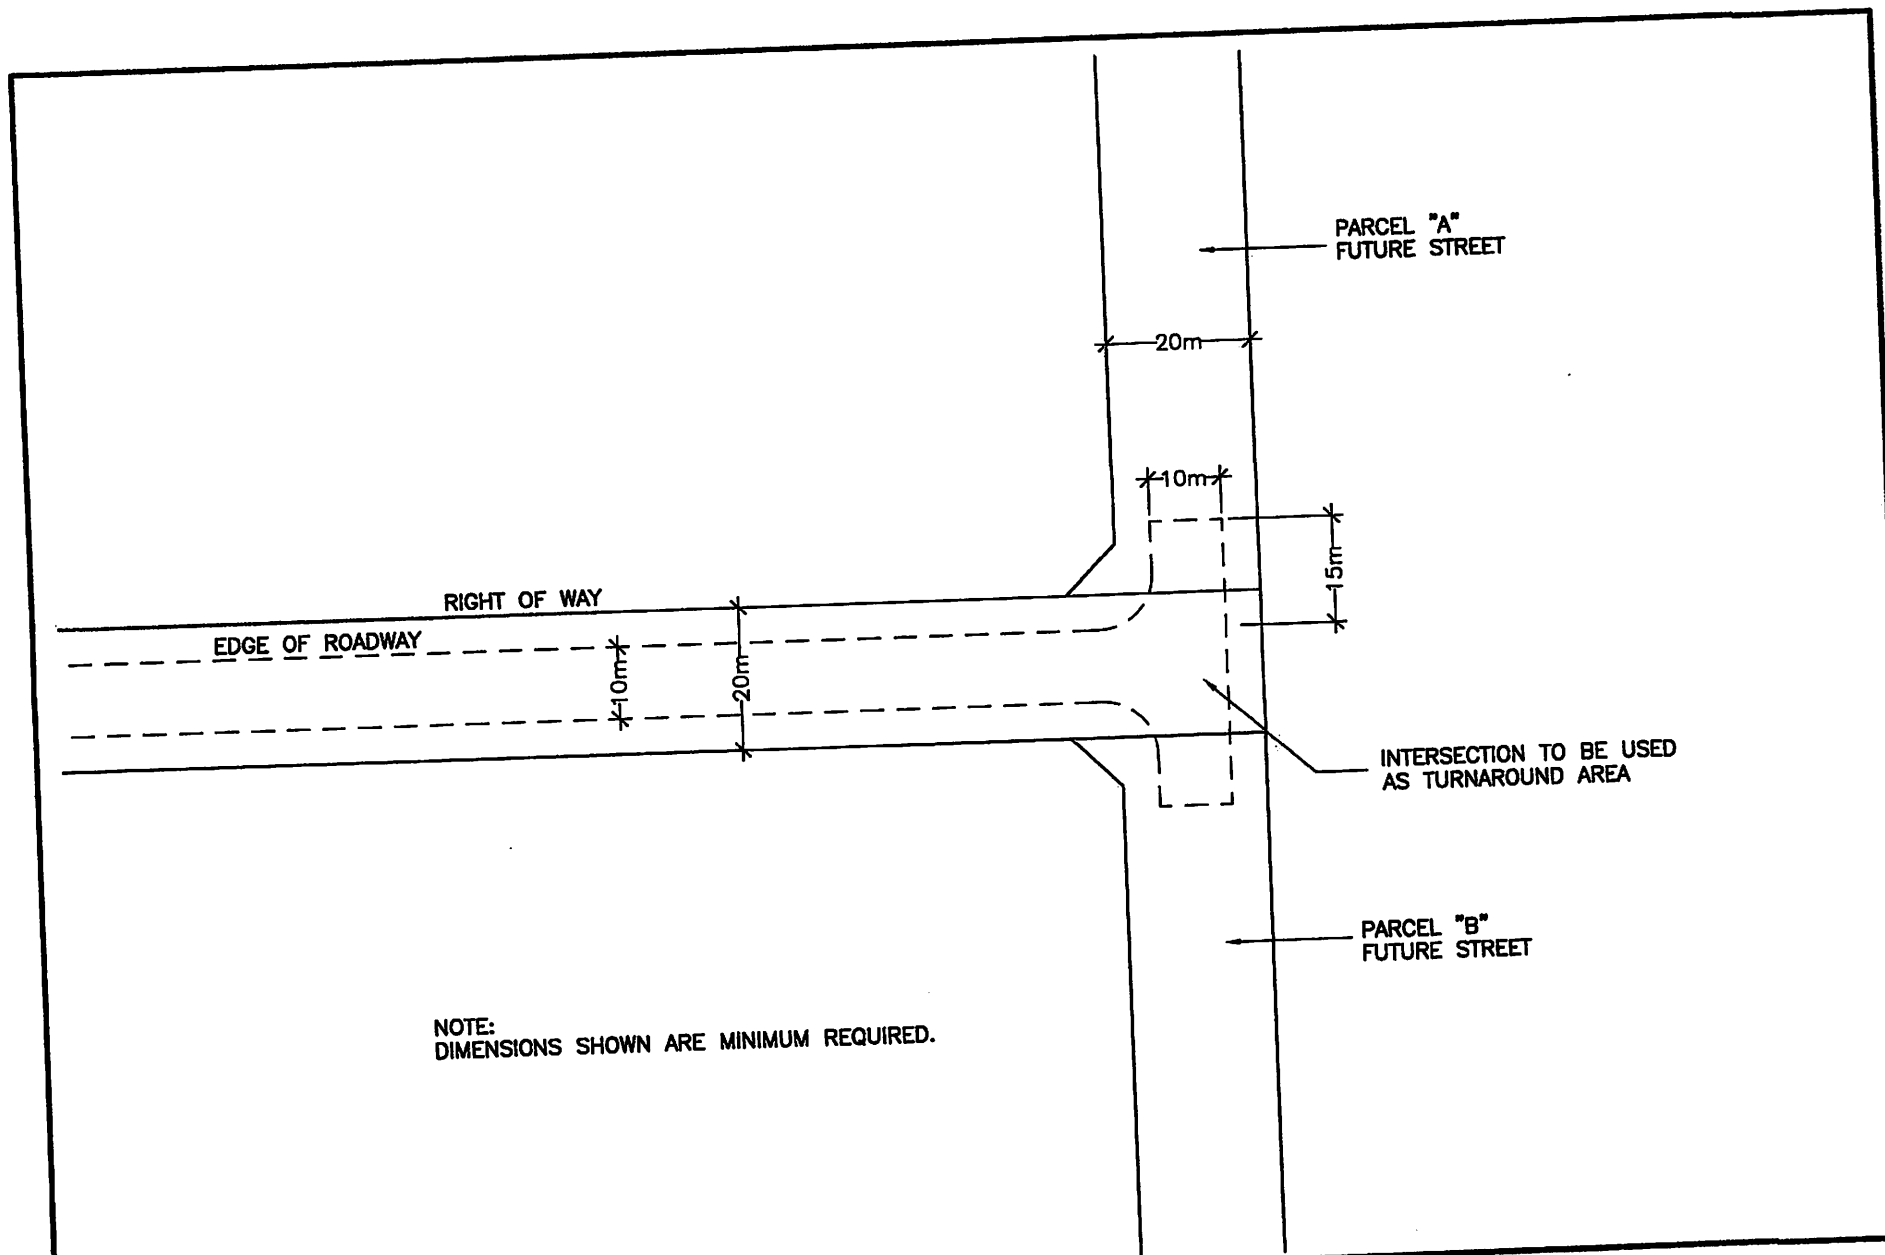 PARCEL "A"
FUTURE STREET
20m
10m
15m
RIGHT OF WAY
EDGE OF ROADWAY
10m
20m
INTERSECTION TO BE USED
AS TURNAROUND AREA
PARCEL "B"
FUTURE STREET
NOTE:
DIMENSIONS SHOWN ARE MINIMUM REQUIRED.